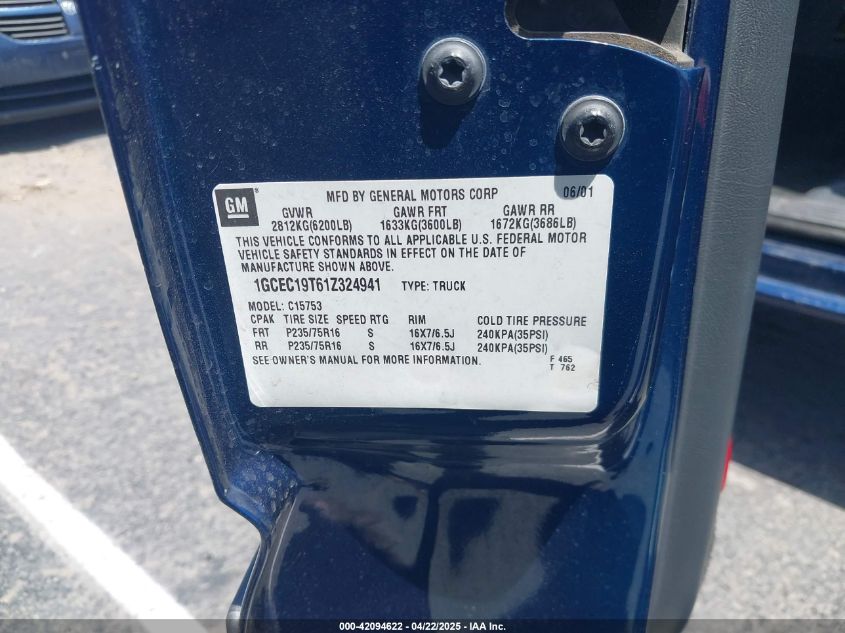 GM® MFD BY GENERAL MOTORS CORP 06/01
GVWR GAWR FRT GAWR RR
2812KG(6200LB) 1633KG(3600LB) 1672KG(3686LB)
THIS VEHICLE CONFORMS TO ALL APPLICABLE U.S. FEDERAL MOTOR
VEHICLE SAFETY STANDARDS IN EFFECT ON THE DATE OF
MANUFACTURE SHOWN ABOVE.
1GCEC19T61Z324941 TYPE: TRUCK
MODEL: C15753
CPAK TIRE SIZE SPEED RTG RIM COLD TIRE PRESSURE
FRT P235/75R16 S 16X7/6.5J 240KPA(35PSI)
RR P235/75R16 S 16X7/6.5J 240KPA(35PSI)
SEE OWNER'S MANUAL FOR MORE INFORMATION. F 465
T 762
000-42094622 - 04/22/2025 - IAA Inc.